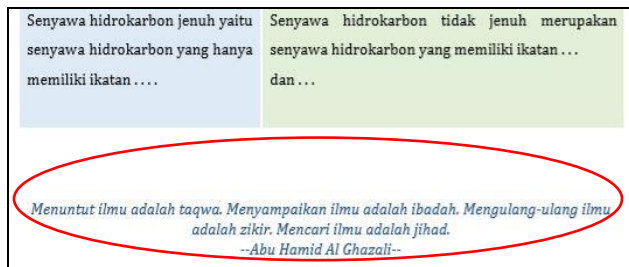 Senyawa hidrokarbon jenuh yaitu
senyawa hidrokarbon yang hanya
memiliki ikatan . . . .
Senyawa hidrokarbon tidak jenuh merupakan
senyawa hidrokarbon yang memiliki ikatan . . .
dan . . .
Menuntut ilmu adalah taqwa. Menyampaikan ilmu adalah ibadah. Mengulang-ulang ilmu
adalah zikir. Mencari ilmu adalah jihad.
--Abu Hamid Al Ghazali--